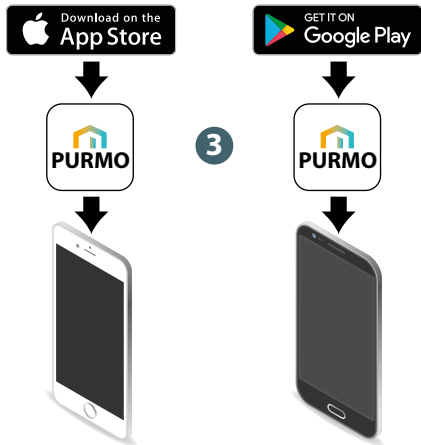 Download on the
App Store
GET IT ON
Google Play
PURMO
3
PURMO